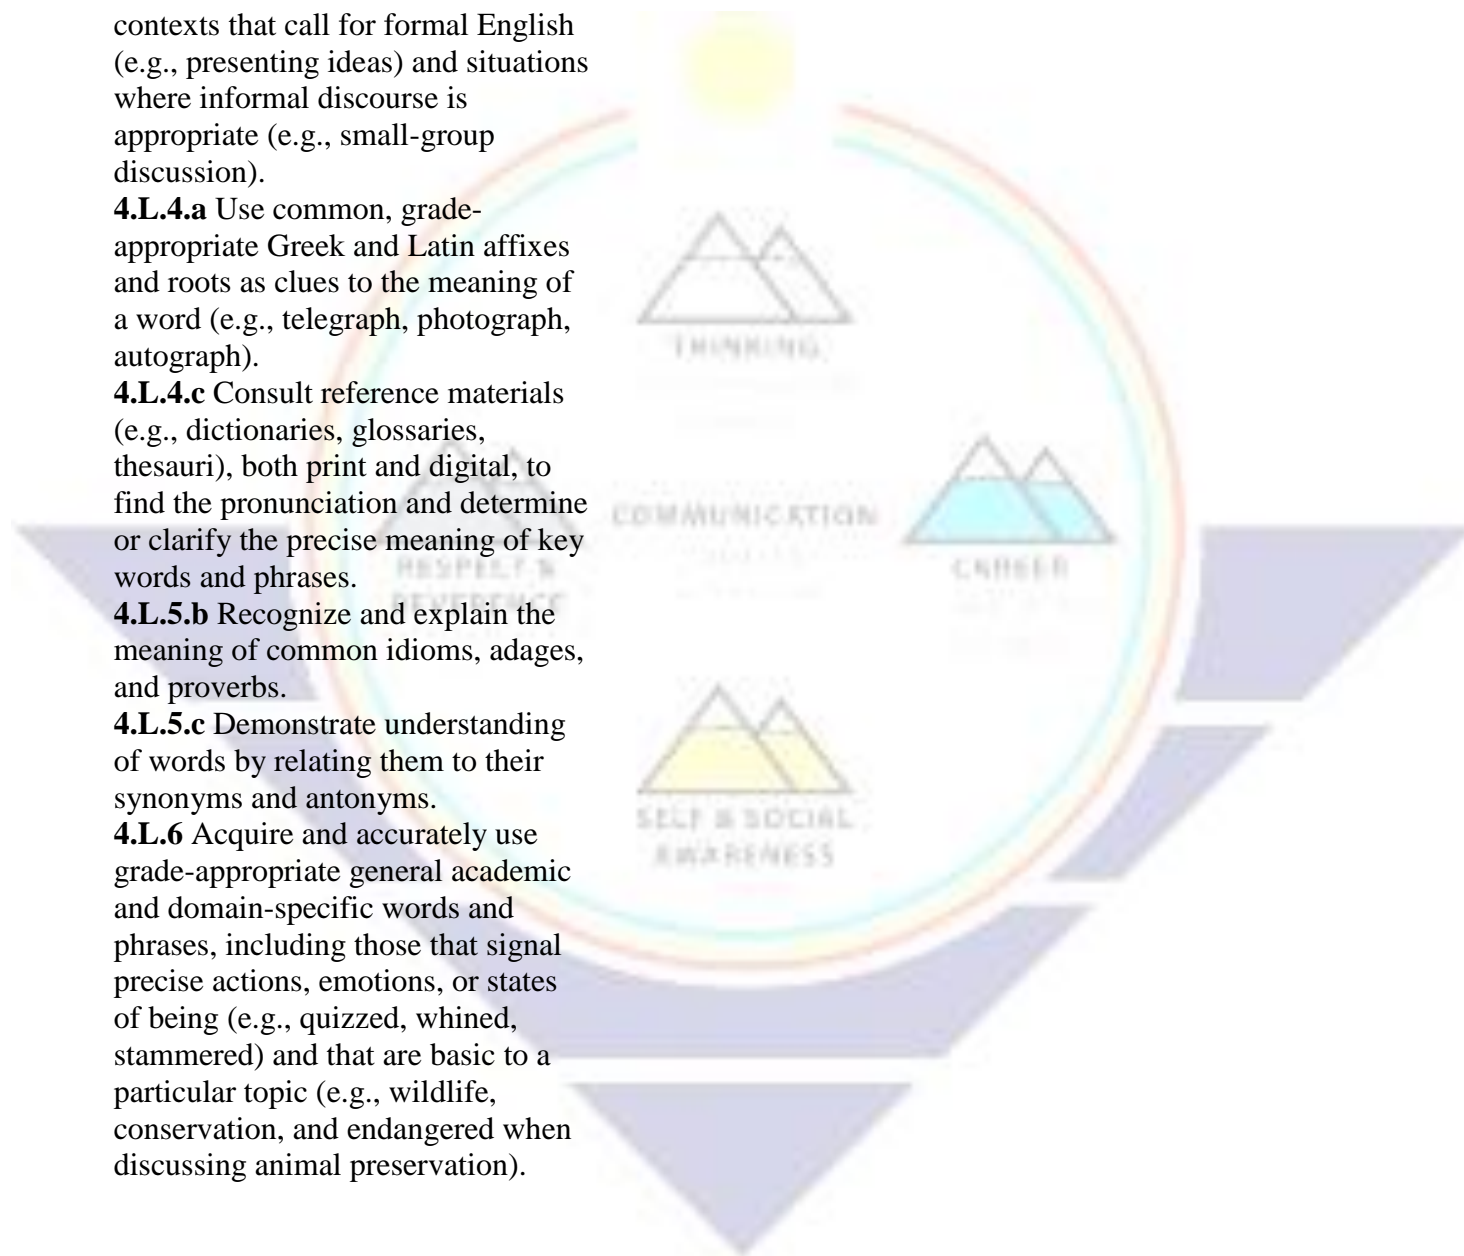 contexts that call for formal English
(e.g., presenting ideas) and situations
where informal discourse is
appropriate (e.g., small-group
discussion).
4.L.4.a Use common, grade-
appropriate Greek and Latin affixes
and roots as clues to the meaning of
a word (e.g., telegraph, photograph,
autograph).
4.L.4.c Consult reference materials
(e.g., dictionaries, glossaries,
thesauri), both print and digital, to
find the pronunciation and determine
or clarify the precise meaning of key
words and phrases.
4.L.5.b Recognize and explain the
meaning of common idioms, adages,
and proverbs.
4.L.5.c Demonstrate understanding
of words by relating them to their
synonyms and antonyms.
4.L.6 Acquire and accurately use
grade-appropriate general academic
and domain-specific words and
phrases, including those that signal
precise actions, emotions, or states
of being (e.g., quizzed, whined,
stammered) and that are basic to a
particular topic (e.g., wildlife,
conservation, and endangered when
discussing animal preservation).
THINKING
RESPECT &
REVERENCE
COMMUNICATION
CAREER
SELF & SOCIAL
AWARENESS